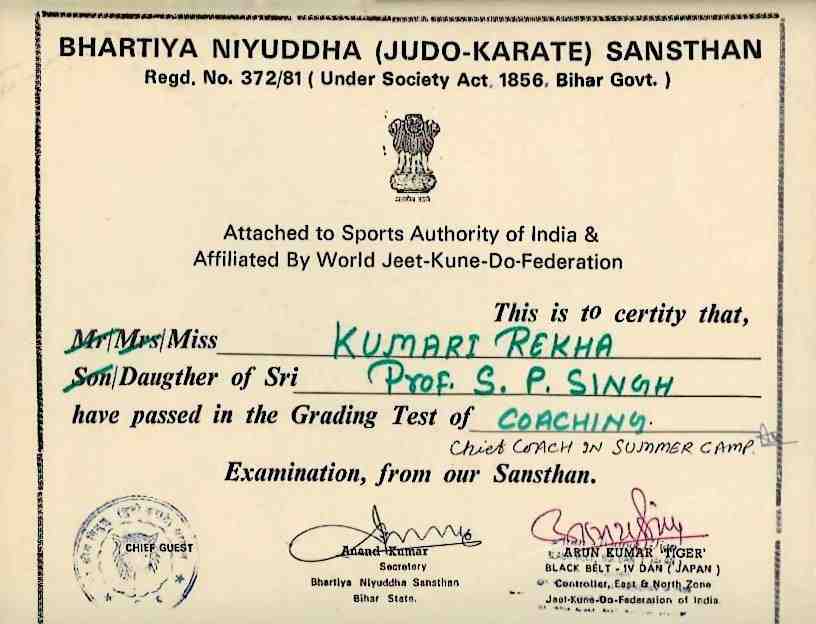 BHARTIYA NIYUDDHA (JUDO-KARATE) SANSTHAN
Regd. No. 372/81 ( Under Society Act, 1856, Bihar Govt. )
Attached to Sports Authority of India &
Affiliated By World Jeet-Kune-Do-Federation
This is to certity that,
Mr/Mrs/Miss KUMARI REKHA
Son/Daugther of Sri Prof. S. P. SINGH
have passed in the Grading Test of COACHING.
Chief COACH IN SUMMER CAMP.
Examination, from our Sansthan.
CHIEF GUEST
Anand Kumar
Secretary
Bhartiya Niyuddha Sansthan
Bihar State.
ARUN KUMAR 'TIGER'
BLACK BELT - IV DAN ( JAPAN )
Controller, East & North Zone
Jeet-Kune-Do-Federation of India